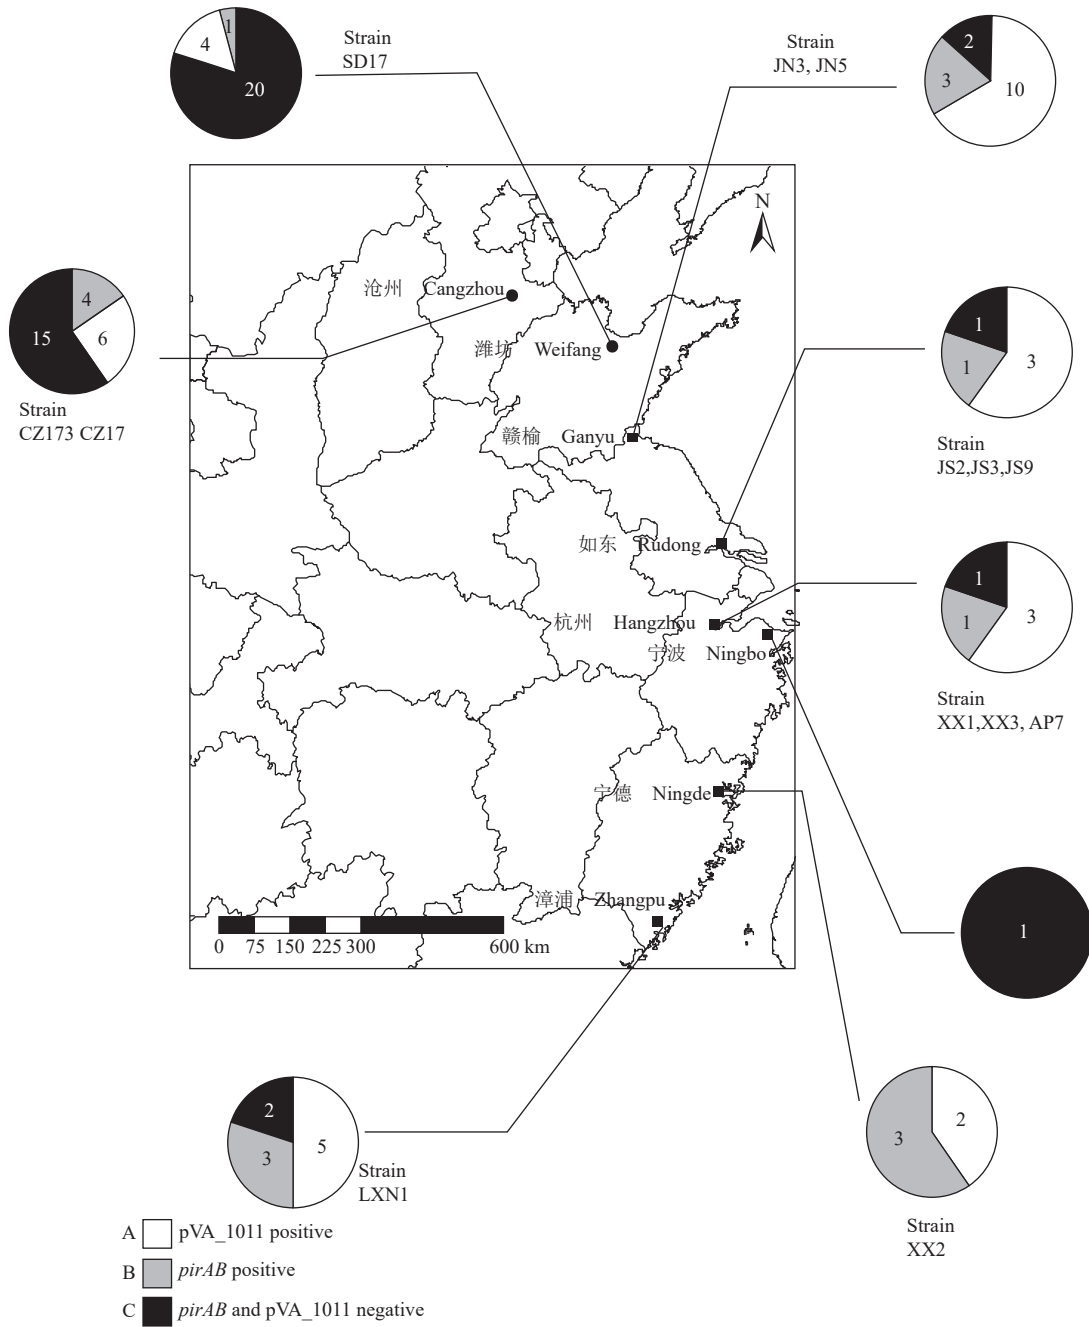 1
4
20
Strain
SD17
Strain
JN3, JN5
2
3
10
N
沧州 Cangzhou
4
15
6
Strain
CZ173 CZ17
潍坊 Weifang
赣榆 Ganyu
1
3
1
Strain
JS2,JS3,JS9
如东 Rudong
杭州 Hangzhou
宁波 Ningbo
1
3
1
Strain
XX1,XX3, AP7
宁德 Ningde
漳浦 Zhangpu
0 75 150 225 300 600 km
1
2
5
3
Strain
LXN1
2
3
Strain
XX2
A pVA_1011 positive
B pirAB positive
C pirAB and pVA_1011 negative